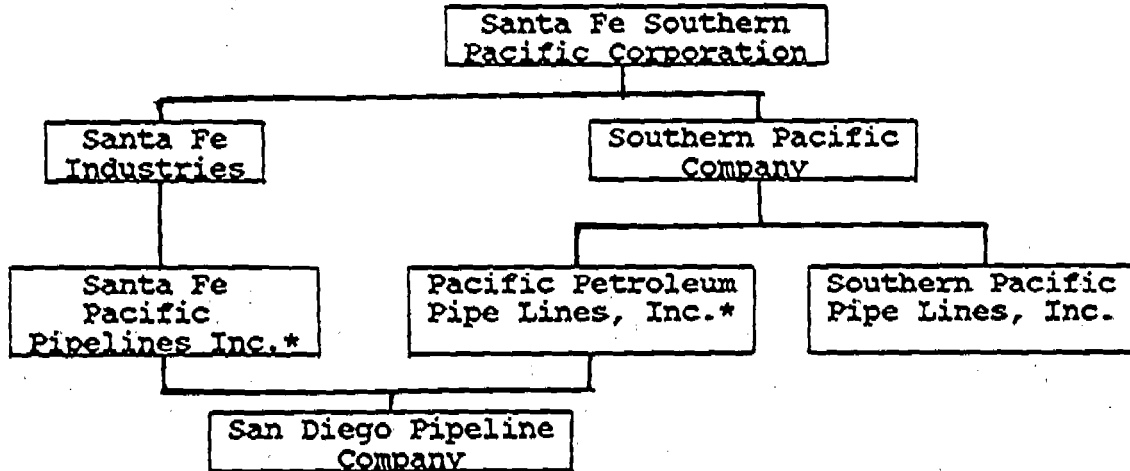 Santa Fe Southern
Pacific Corporation
Santa Fe
Industries
Southern Pacific
Company
Santa Fe
Pacific
Pipelines Inc.*
Pacific Petroleum
Pipe Lines, Inc.*
Southern Pacific
Pipe Lines, Inc.
San Diego Pipeline
Company